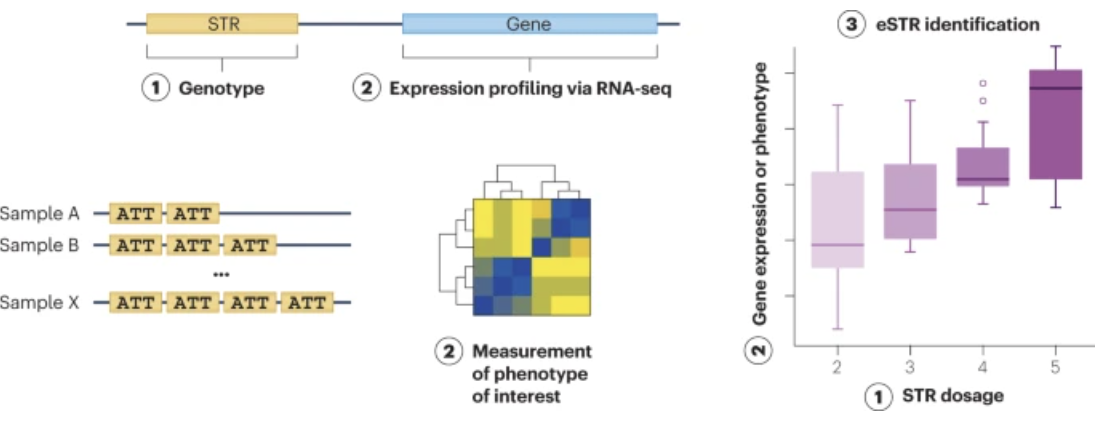 STR
Gene
1 Genotype
2 Expression profiling via RNA-seq
Sample A ATT ATT
Sample B ATT ATT ATT
...
Sample X ATT ATT ATT ATT
2 Measurement
of phenotype
of interest
3 eSTR identification
2 Gene expression or phenotype
2 3 4 5
1 STR dosage